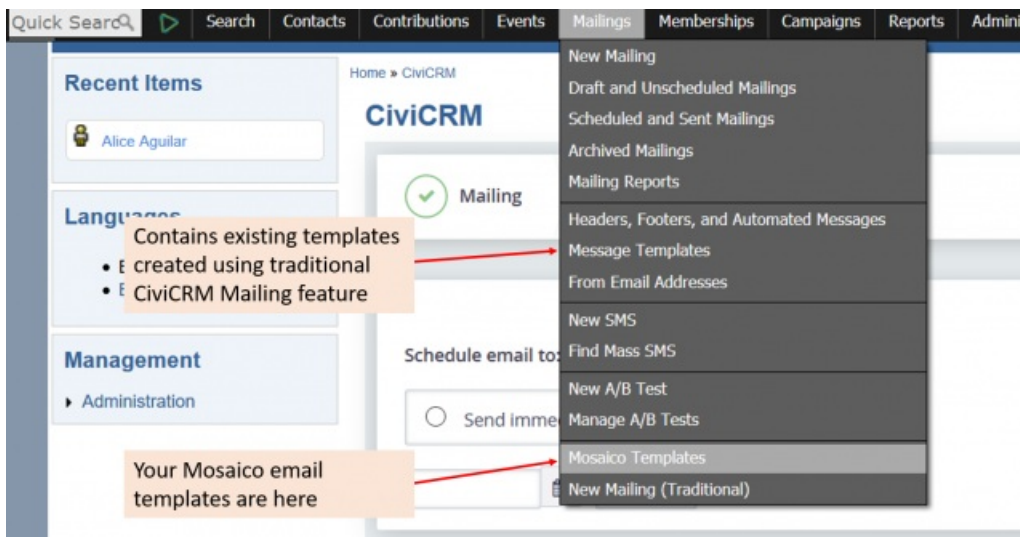 Quick Searc
Search Contacts Contributions Events Mailings Memberships Campaigns Reports Admini
Recent Items
Alice Aguilar
Languages
Management
Administration
Home » CiviCRM
CiviCRM
Mailing
Schedule email to:
Send imme
New Mailing
Draft and Unscheduled Mailings
Scheduled and Sent Mailings
Archived Mailings
Mailing Reports
Headers, Footers, and Automated Messages
Message Templates
From Email Addresses
New SMS
Find Mass SMS
New A/B Test
Manage A/B Tests
Mosaico Templates
New Mailing (Traditional)
Contains existing templates
created using traditional
CiviCRM Mailing feature
Your Mosaico email
templates are here